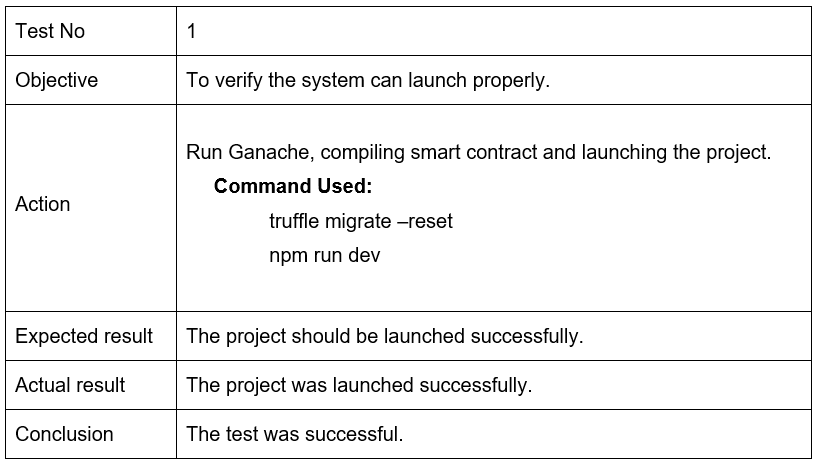 Test No 1
Objective To verify the system can launch properly.
Run Ganache, compiling smart contract and launching the project.
Command Used:
Action
truffle migrate –reset
npm run dev
Expected result The project should be launched successfully.
Actual result The project was launched successfully.
Conclusion The test was successful.